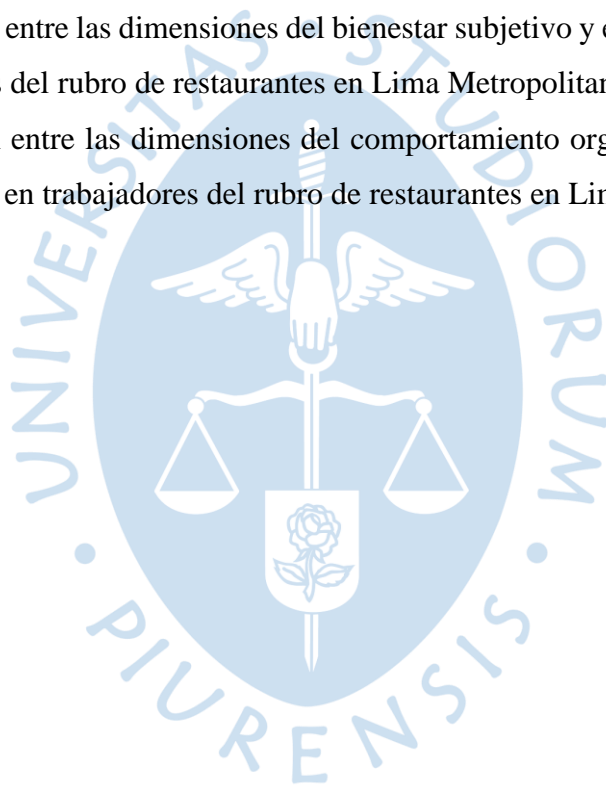 entre las dimensiones del bienestar subjetivo y
del rubro de restaurantes en Lima Metropolitan
entre las dimensiones del comportamiento org
en trabajadores del rubro de restaurantes en Lim
UNIVERSITAS • STUDIORUM • PIURENSIS •